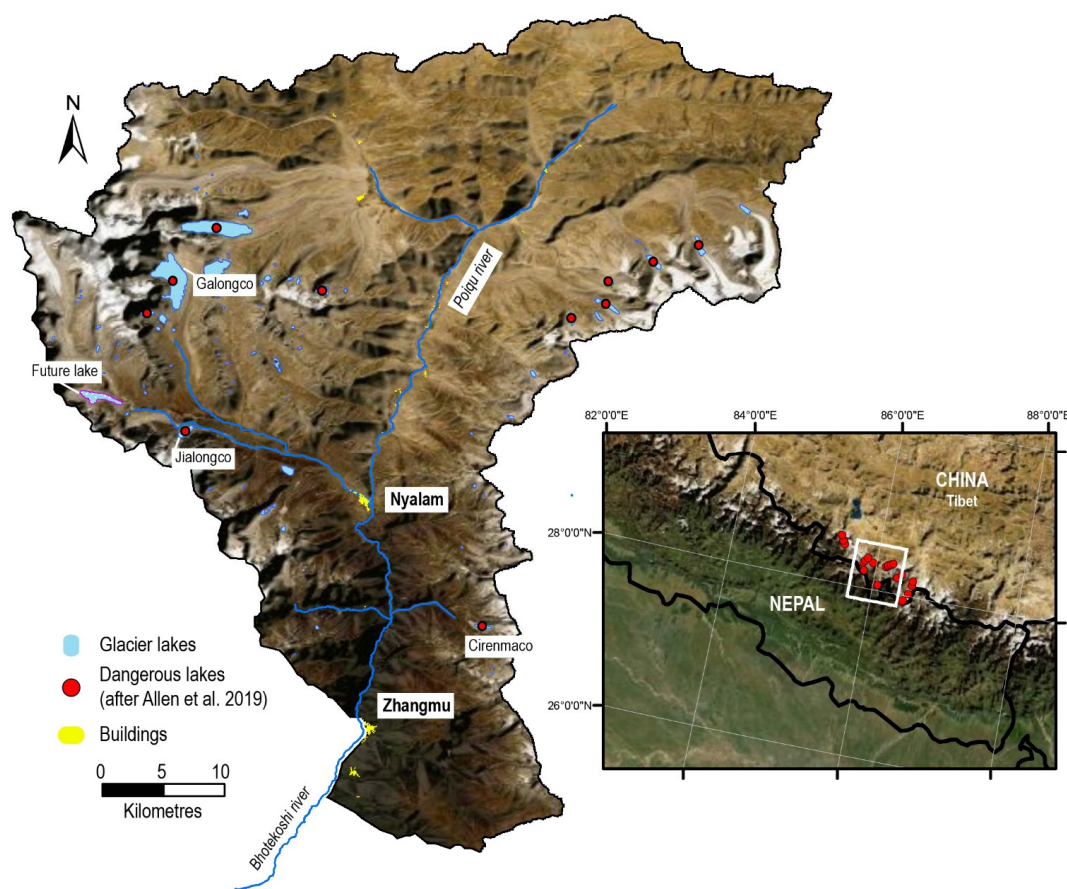 N
Galongco
Poiqu river
Future lake
Jialongco
Nyalam
Cirenmaco
Zhangmu
Bhotekoshi river
Glacier lakes
Dangerous lakes
(after Allen et al. 2019)
Buildings
0 5 10
Kilometres
82°0'0"E 84°0'0"E 86°0'0"E 88°0'0"E
CHINA
Tibet
28°0'0"N
NEPAL
26°0'0"N